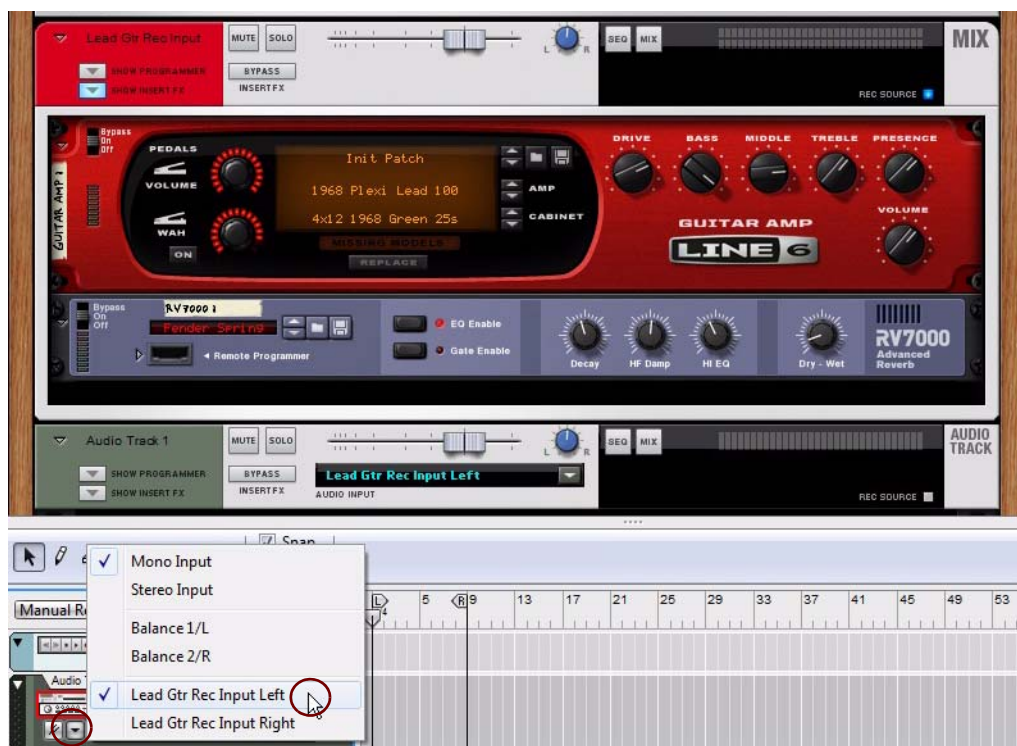 Lead Gtr Rec Input MUTE SOLO L R SEQ MIX MIX
SHOW PROGRAMMER BYPASS
SHOW INSERT FX INSERT FX REC SOURCE
Bypass
On
Off
PEDALS
VOLUME
WAH
ON
GUITAR AMP 1
Init Patch
1968 Plexi Lead 100 AMP
4x12 1968 Green 25s CABINET
MISSING MODELS
REPLACE
DRIVE BASS MIDDLE TREBLE PRESENCE
VOLUME
GUITAR AMP
LINE 6
Bypass
On
Off
RV7000 1
Fender Spring
Remote Programmer
EQ Enable
Gate Enable
Decay HF Damp HI EQ Dry - Wet
RV7000
Advanced
Reverb
Audio Track 1 MUTE SOLO L R SEQ MIX AUDIO
TRACK
SHOW PROGRAMMER BYPASS Lead Gtr Rec Input Left
SHOW INSERT FX INSERT FX AUDIO INPUT REC SOURCE
Snap
Manual
Mono Input
Stereo Input
Balance 1/L
Balance 2/R
Lead Gtr Rec Input Left
Lead Gtr Rec Input Right
L 5 R 9 13 17 21 25 29 33 37 41 45 49 53
4
Audio